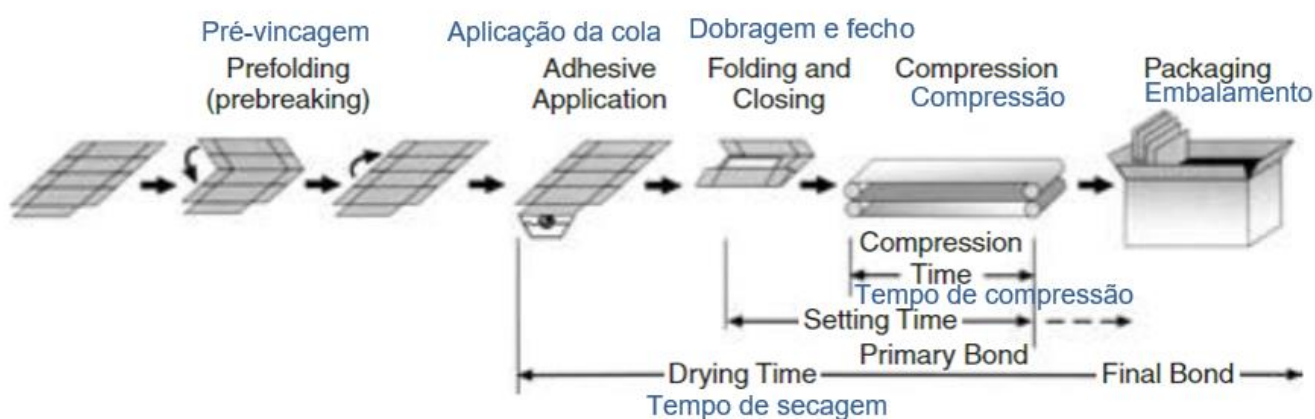 Pré-vincagem
Aplicação da cola
Dobragem e fecho
Prefolding
(prebreaking)
Adhesive
Application
Folding and
Closing
Compression
Compressão
Packaging
Embalamento
Compression
Time
Tempo de compressão
Setting Time
Primary Bond
Drying Time
Final Bond
Tempo de secagem